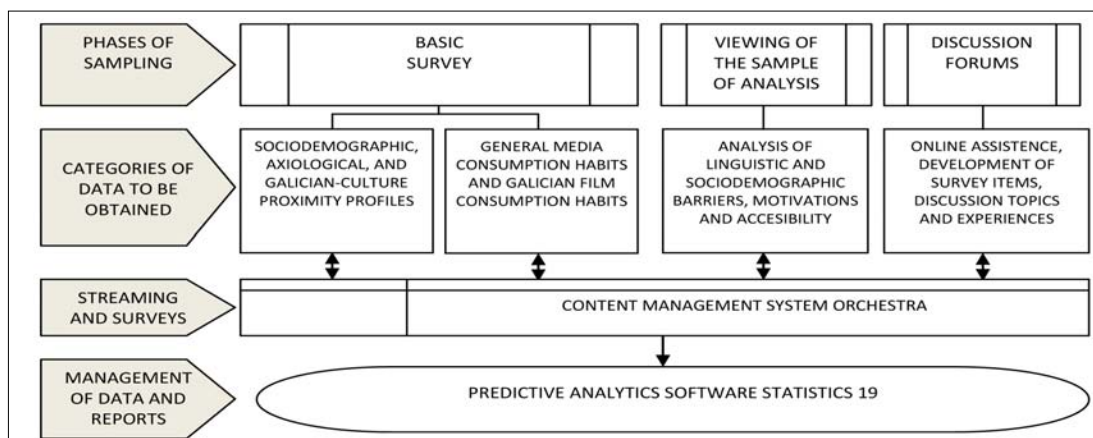 PHASES OF
SAMPLING
BASIC
SURVEY
VIEWING OF
THE SAMPLE
OF ANALYSIS
DISCUSSION
FORUMS
CATEGORIES OF
DATA TO BE
OBTAINED
SOCIODEMOGRAPHIC,
AXIOLOGICAL, AND
GALICIAN-CULTURE
PROXIMITY PROFILES
GENERAL MEDIA
CONSUMPTION HABITS
AND GALICIAN FILM
CONSUMPTION HABITS
ANALYSIS OF
LINGUISTIC AND
SOCIODEMOGRAPHIC
BARRIERS, MOTIVATIONS
AND ACCESIBILITY
ONLINE ASSISTENCE,
DEVELOPMENT OF
SURVEY ITEMS,
DISCUSSION TOPICS
AND EXPERIENCES
STREAMING
AND SURVEYS
CONTENT MANAGEMENT SYSTEM ORCHESTRA
MANAGEMENT
OF DATA AND
REPORTS
PREDICTIVE ANALYTICS SOFTWARE STATISTICS 19